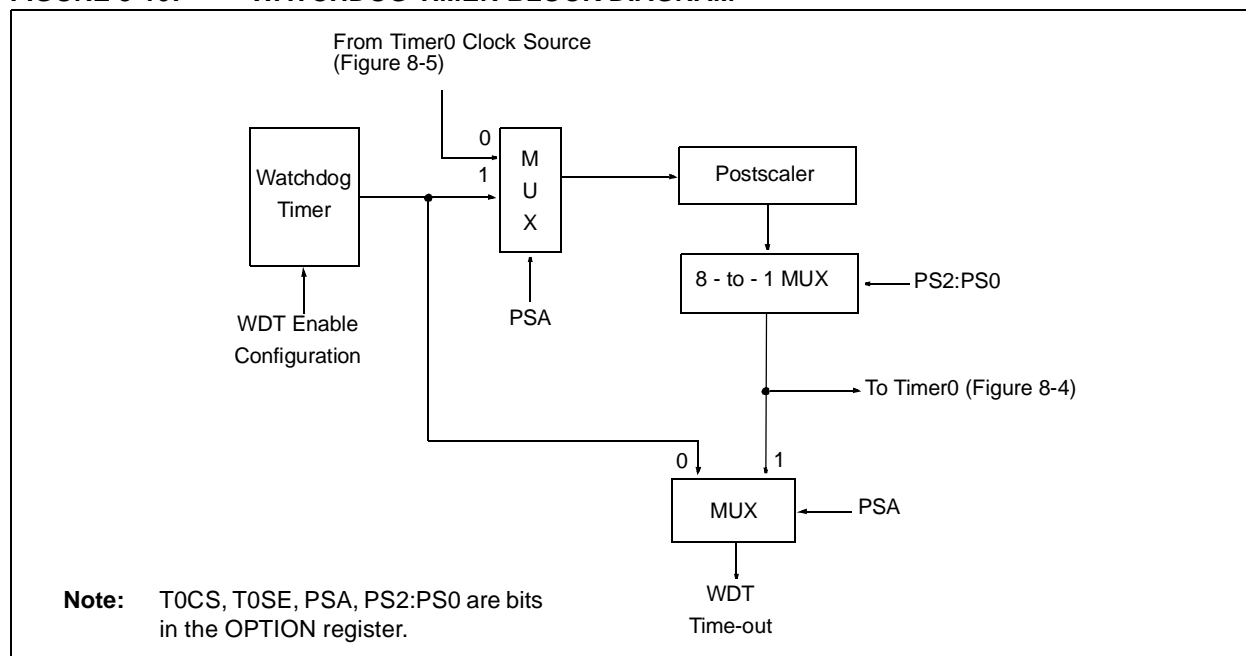 From Timer0 Clock Source
(Figure 8-5)
0
1
Watchdog
Timer
M
U
X
Postscaler
8 - to - 1 MUX
PS2:PS0
WDT Enable
Configuration
PSA
To Timer0 (Figure 8-4)
0
1
MUX
PSA
WDT
Time-out
Note: T0CS, T0SE, PSA, PS2:PS0 are bits
in the OPTION register.